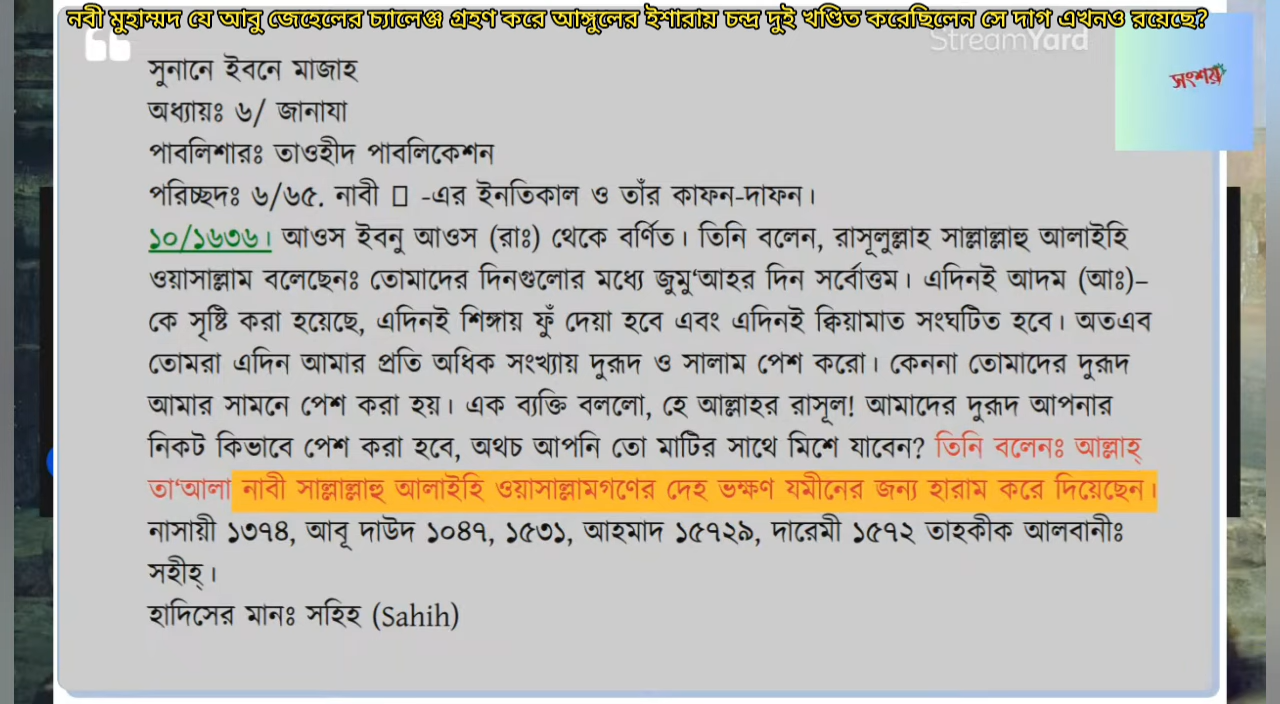 নবী মুহাম্মদ যে আবু জেহেলের চ্যালেঞ্জ গ্রহণ করে আঙ্গুলের ইশারায় চন্দ্র দুই খণ্ডিত করেছিলেন সে দাগ এখনও রয়েছে?
StreamYard
সংশয়
সুনানে ইবনে মাজাহ
অধ্যায়ঃ ৬/ জানাযা
পাবলিশারঃ তাওহীদ পাবলিকেশন
পরিচ্ছদঃ ৬/৬৫. নাবী ▯ -এর ইনতিকাল ও তাঁর কাফন-দাফন।
১০/১৬৩৬। আওস ইবনু আওস (রাঃ) থেকে বর্ণিত। তিনি বলেন, রাসূলুল্লাহ সাল্লাল্লাহু আলাইহি
ওয়াসাল্লাম বলেছেনঃ তোমাদের দিনগুলোর মধ্যে জুমু‘আহর দিন সর্বোত্তম। এদিনই আদম (আঃ)–
কে সৃষ্টি করা হয়েছে, এদিনই শিঙ্গায় ফুঁ দেয়া হবে এবং এদিনই ক্বিয়ামাত সংঘটিত হবে। অতএব
তোমরা এদিন আমার প্রতি অধিক সংখ্যায় দুরূদ ও সালাম পেশ করো। কেননা তোমাদের দুরূদ
আমার সামনে পেশ করা হয়। এক ব্যক্তি বললো, হে আল্লাহর রাসূল! আমাদের দুরূদ আপনার
নিকট কিভাবে পেশ করা হবে, অথচ আপনি তো মাটির সাথে মিশে যাবেন? তিনি বলেনঃ আল্লাহ্
তা‘আলা নাবী সাল্লাল্লাহু আলাইহি ওয়াসাল্লামগণের দেহ ভক্ষণ যমীনের জন্য হারাম করে দিয়েছেন।
নাসায়ী ১৩৭৪, আবূ দাউদ ১০৪৭, ১৫৩১, আহমাদ ১৫৭২৯, দারেমী ১৫৭২ তাহকীক আলবানীঃ
সহীহ্।
হাদিসের মানঃ সহিহ (Sahih)